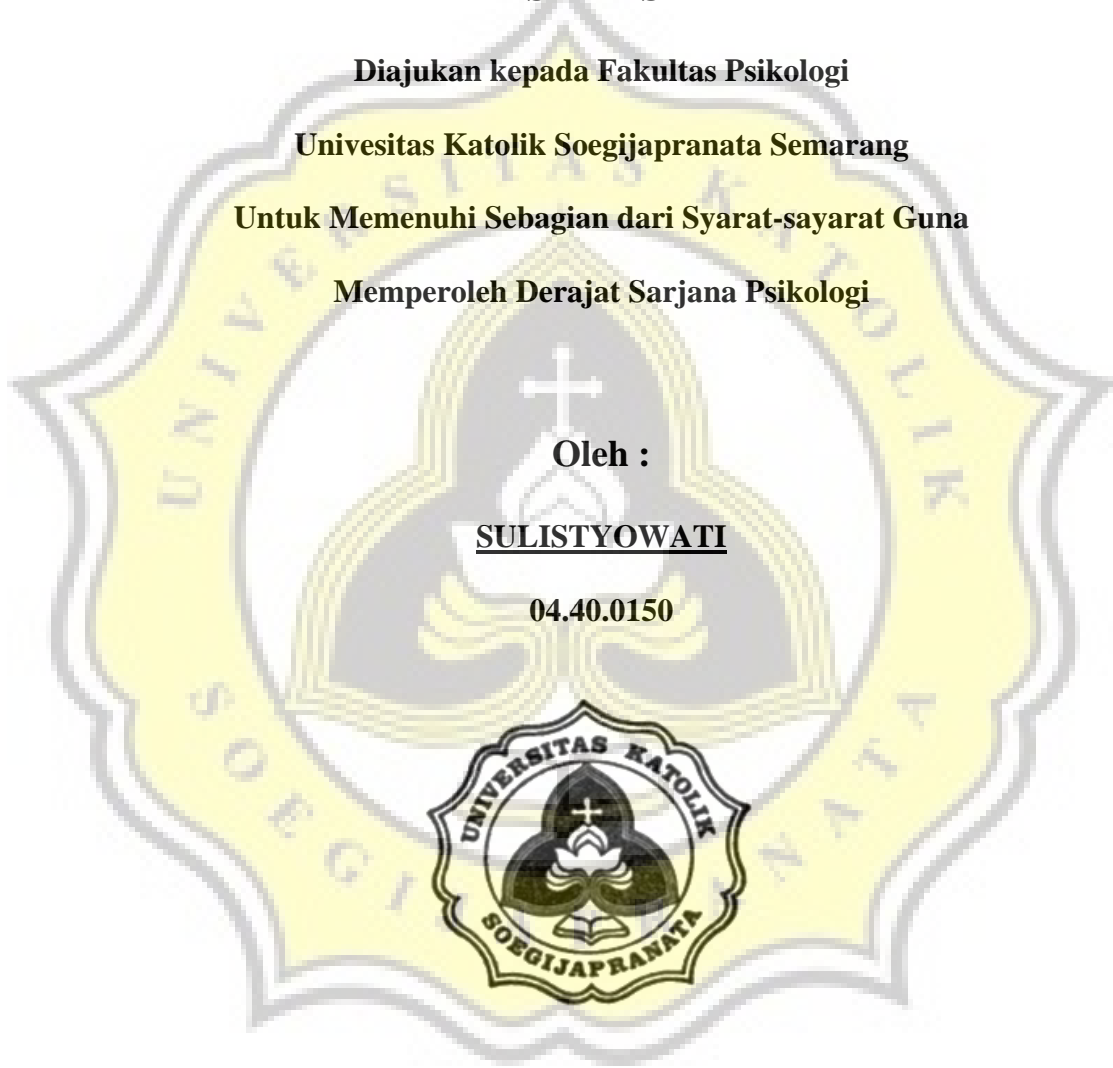 Diajukan kepada Fakultas Psikologi
Univesitas Katolik Soegijapranata Semarang
Untuk Memenuhi Sebagian dari Syarat-sayarat Guna
Memperoleh Derajat Sarjana Psikologi
Oleh :
SULISTYOWATI
04.40.0150
UNIVERSITAS KATOLIK
SOEGIJAPRANATA